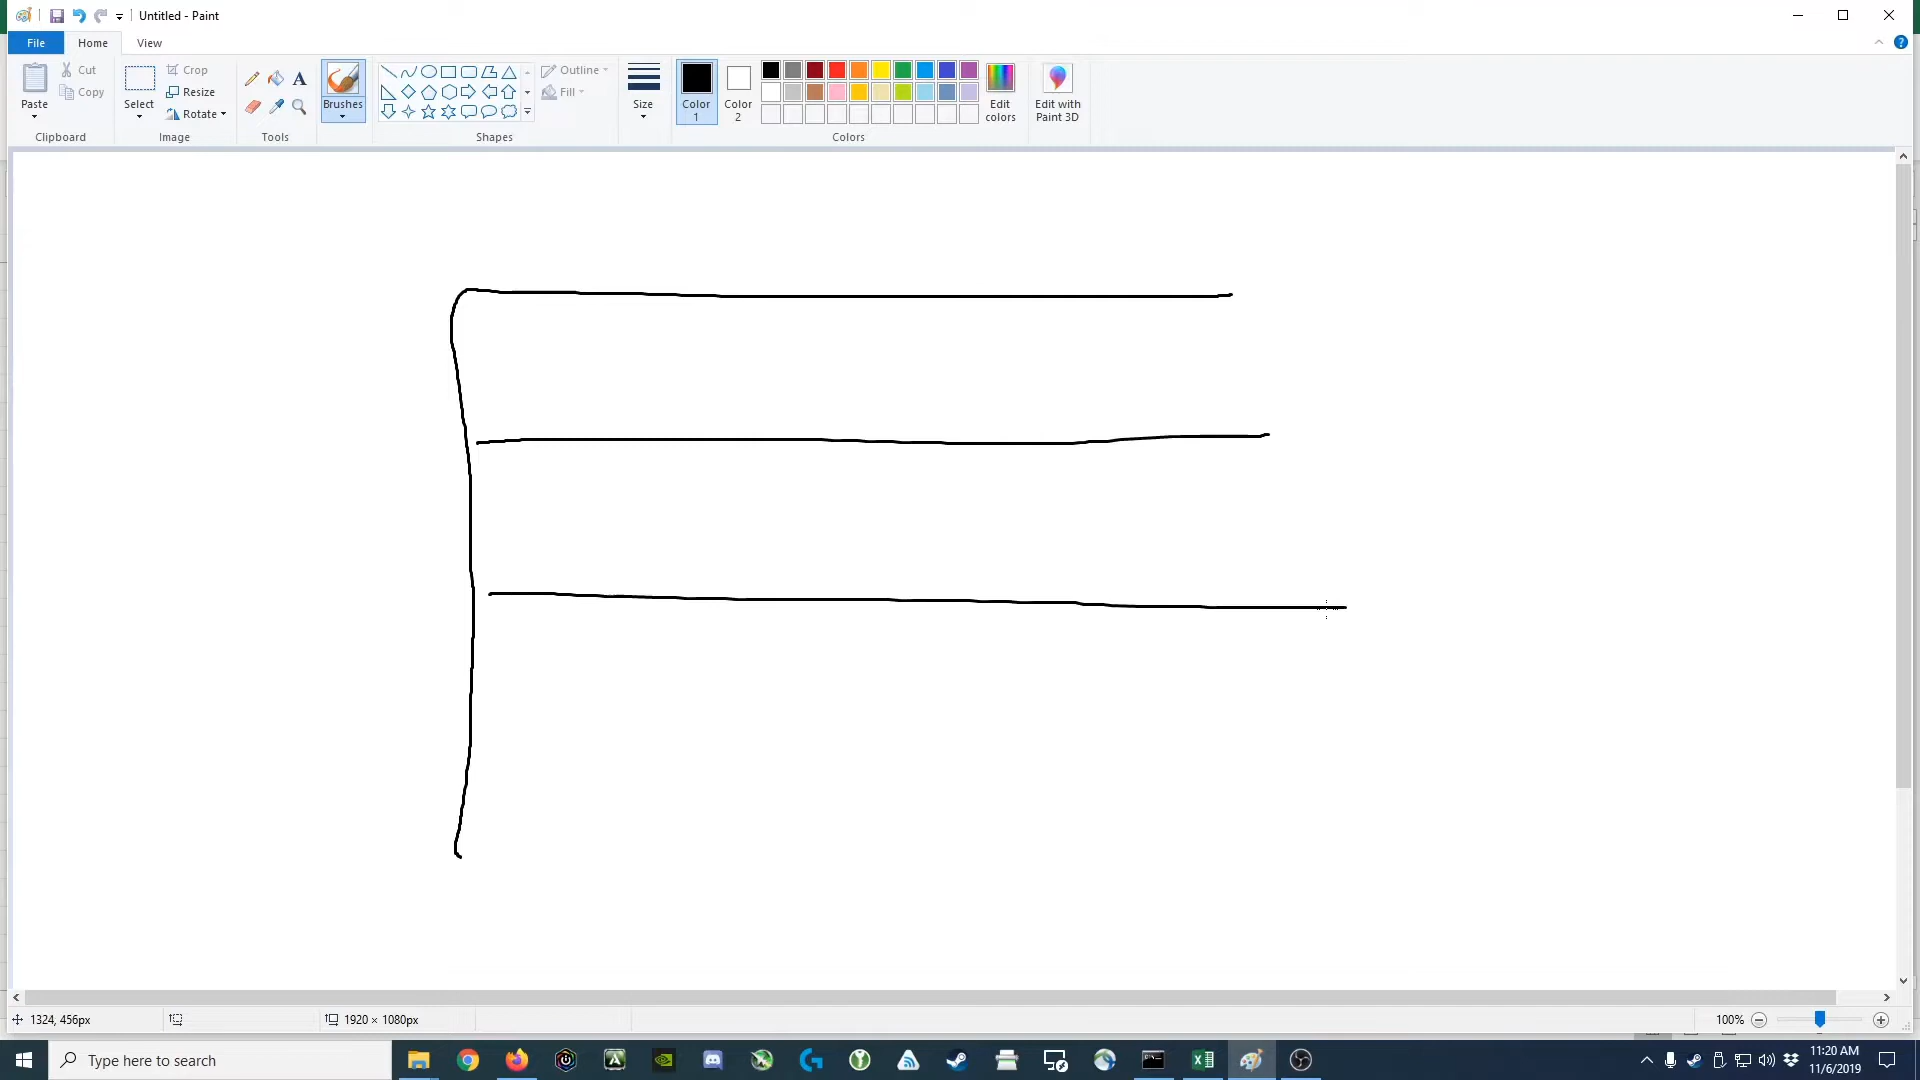 Untitled - Paint
File Home View
Paste
Cut
Copy
Clipboard
Select
Crop
Resize
Rotate
Image
A
Tools
Brushes
Outline
Fill
Shapes
Size
Color 1
Color 2
Colors
Edit colors
Edit with Paint 3D
1324, 456px
1920 × 1080px
100%
Type here to search
11:20 AM
11/6/2019